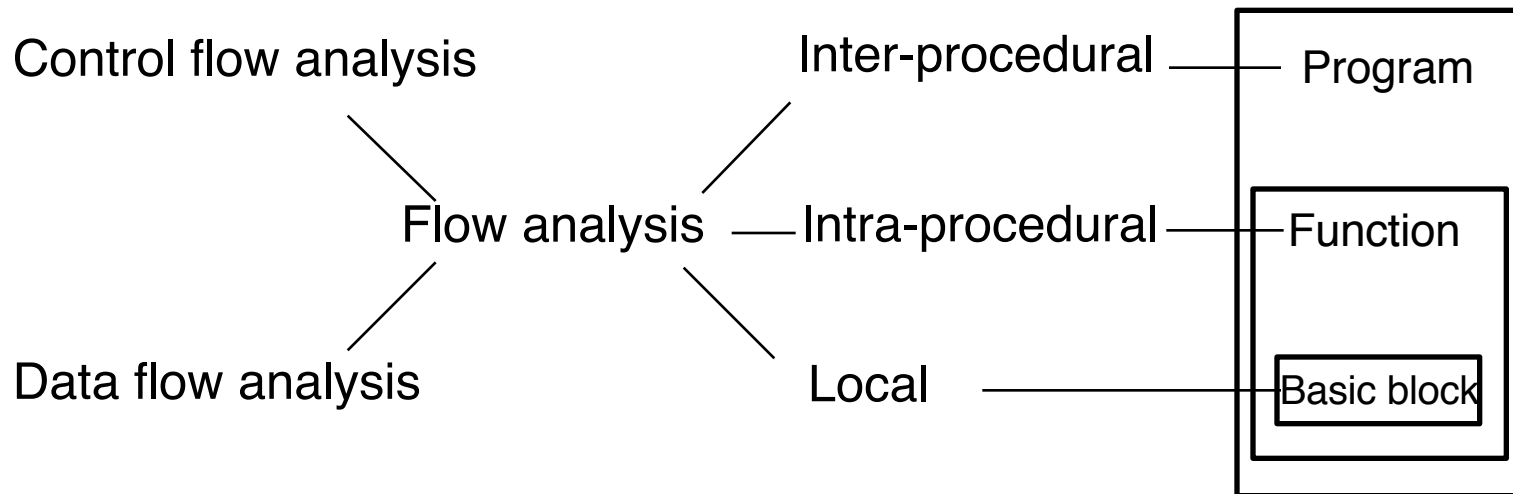 Control flow analysis
Inter-procedural
Program
Flow analysis
Intra-procedural
Function
Data flow analysis
Local
Basic block